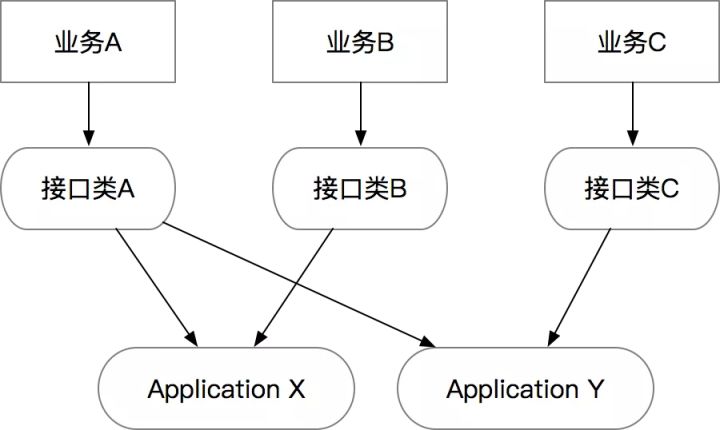 业务A
业务B
业务C
接口类A
接口类B
接口类C
Application X
Application Y